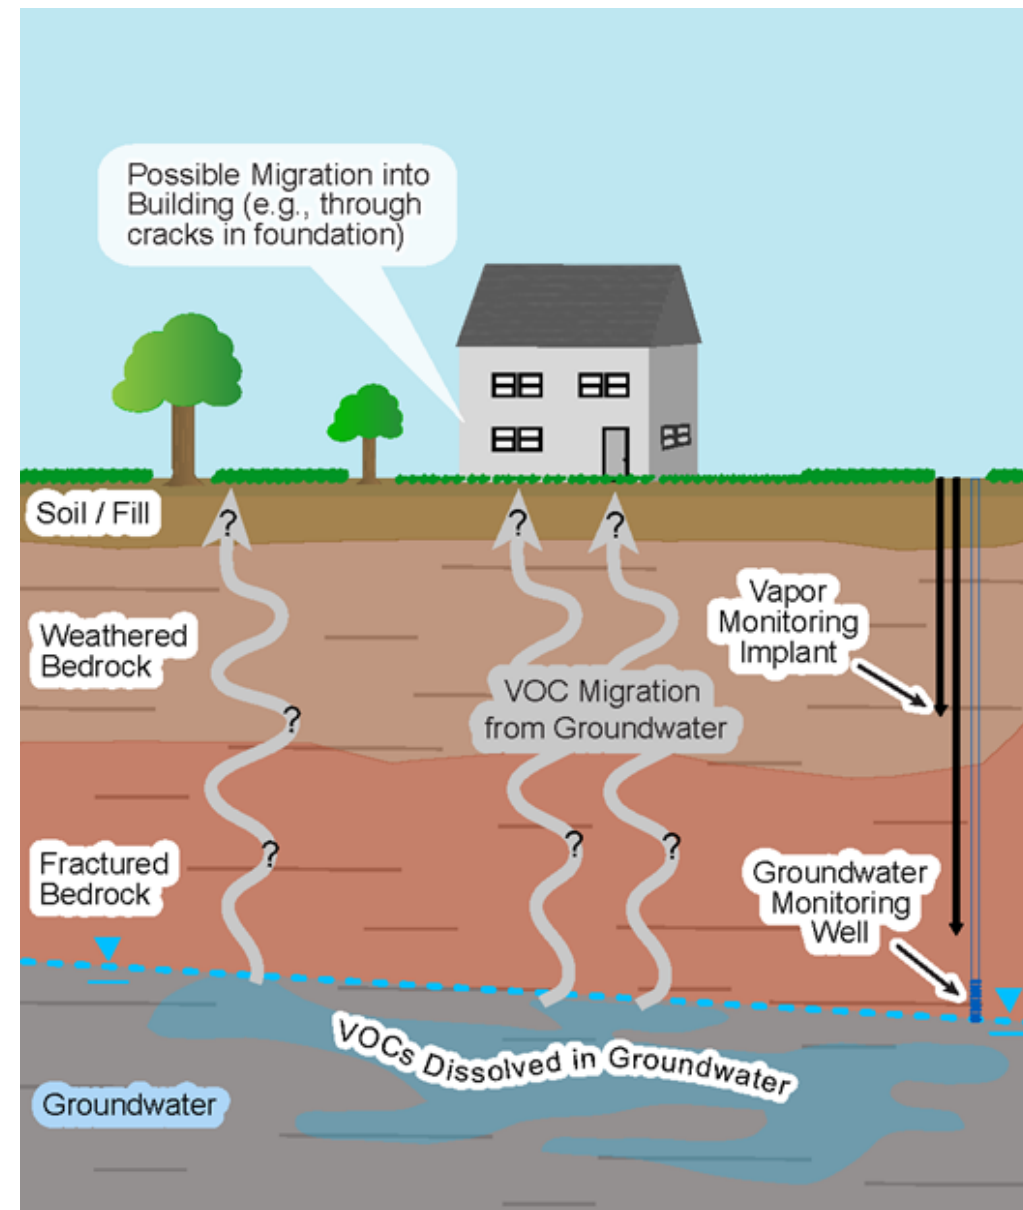 Possible Migration into
Building (e.g., through
cracks in foundation)
Soil / Fill
?
?
?
Weathered
Bedrock
Vapor
Monitoring
Implant
VOC Migration
from Groundwater
?
Fractured
Bedrock
?
?
?
Groundwater
Monitoring
Well
VOCs Dissolved in Groundwater
Groundwater